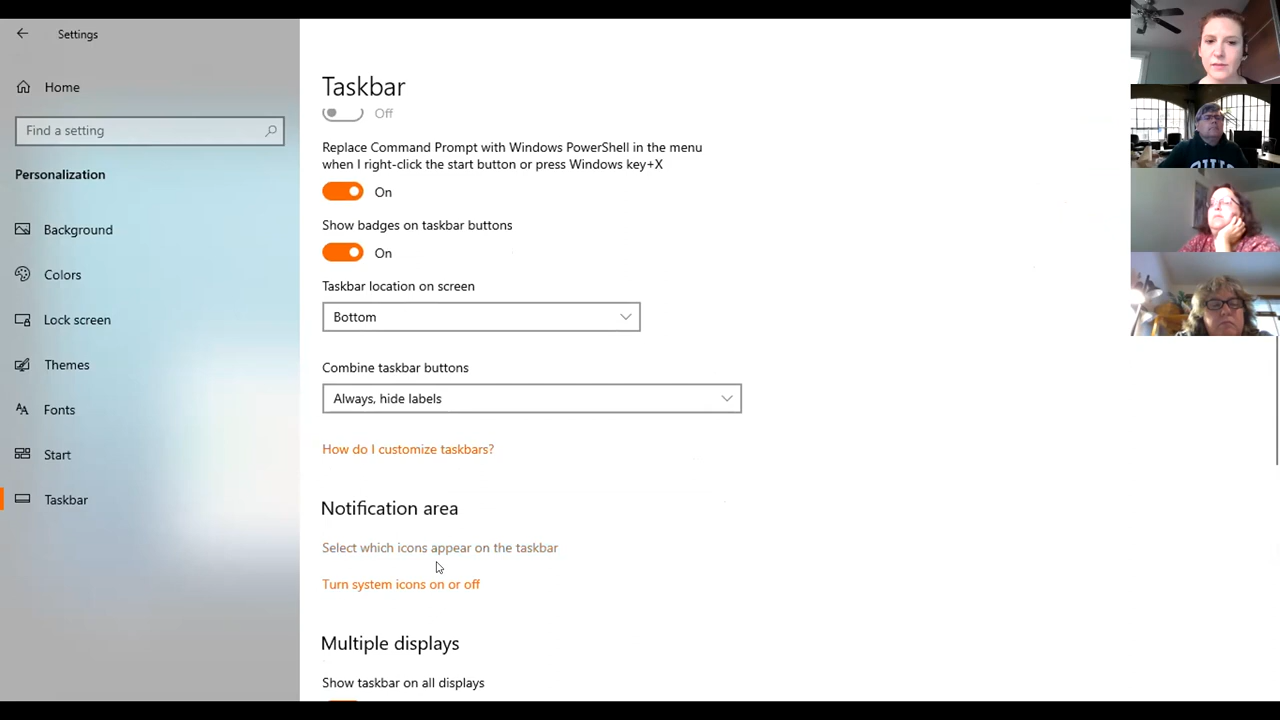 Settings
Home
Find a setting
Personalization
Background
Colors
Lock screen
Themes
Fonts
Start
Taskbar
Taskbar
Off
Replace Command Prompt with Windows PowerShell in the menu
when I right-click the start button or press Windows key+X
On
Show badges on taskbar buttons
On
Taskbar location on screen
Bottom
Combine taskbar buttons
Always, hide labels
How do I customize taskbars?
Notification area
Select which icons appear on the taskbar
Turn system icons on or off
Multiple displays
Show taskbar on all displays